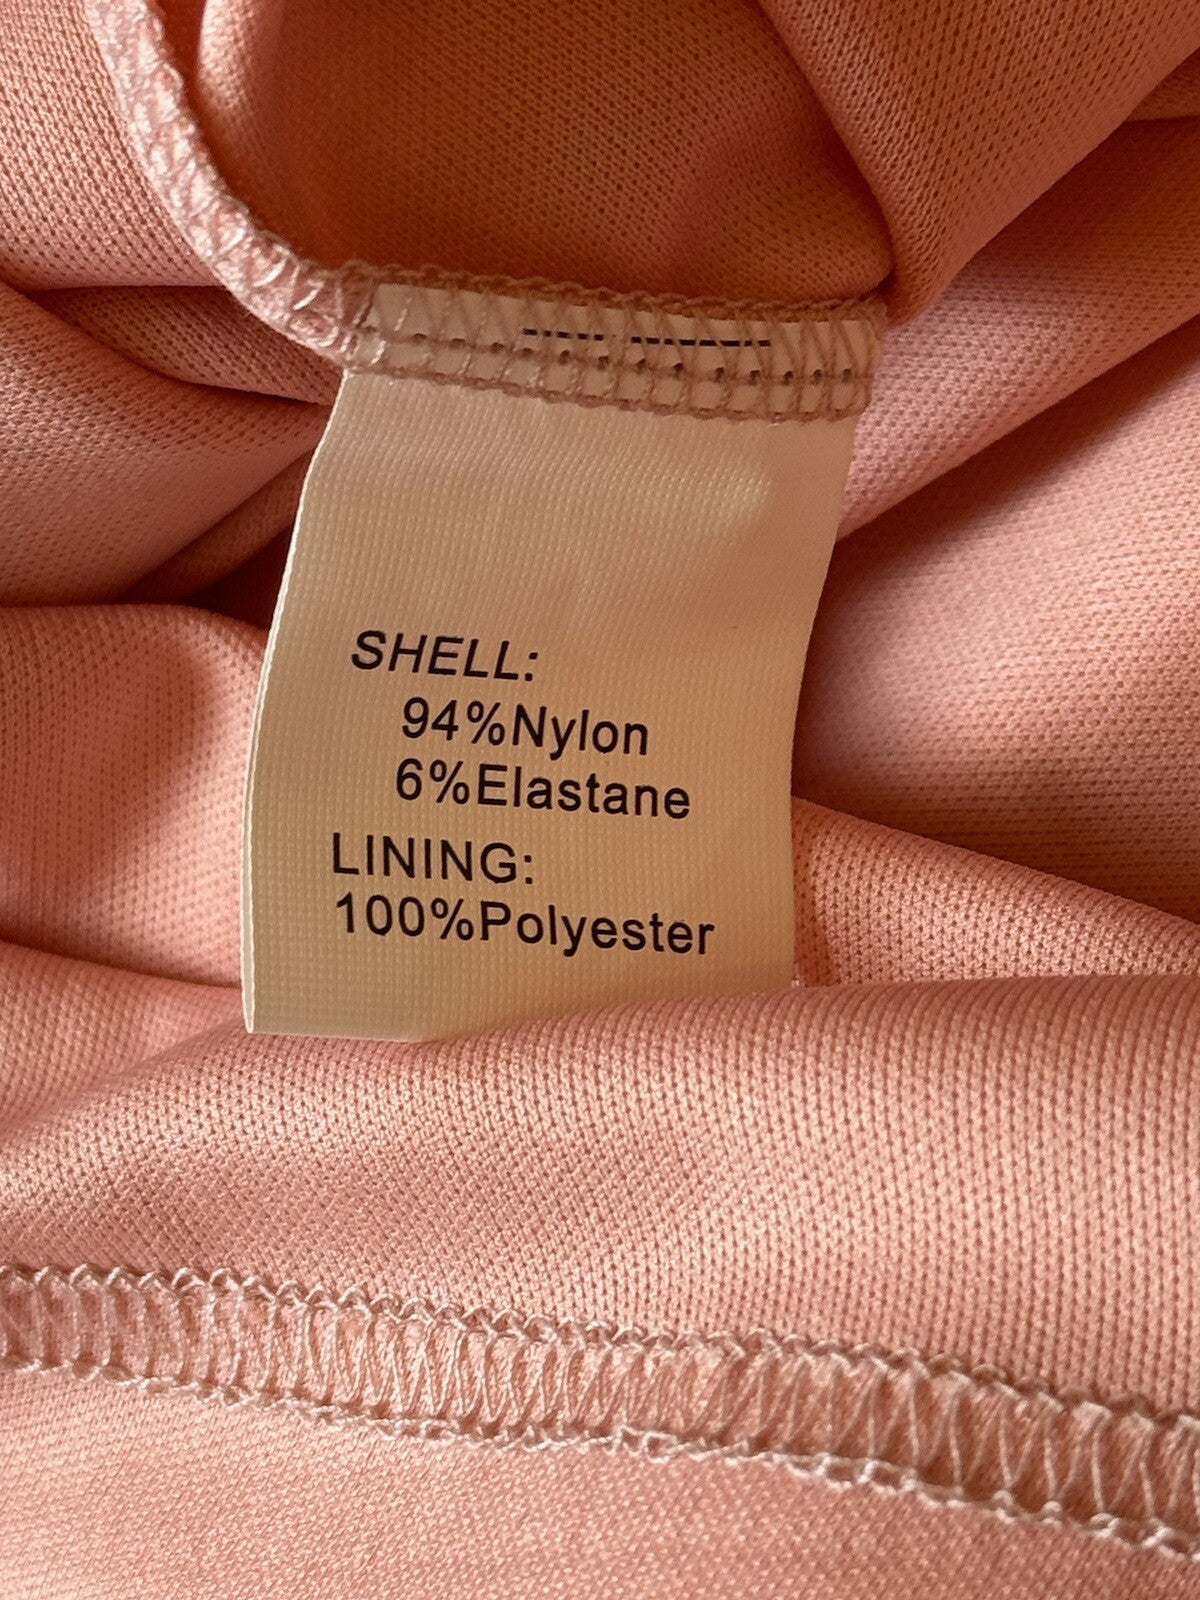 SHELL:
94%Nylon
6%Elastane
LINING:
100%Polyester